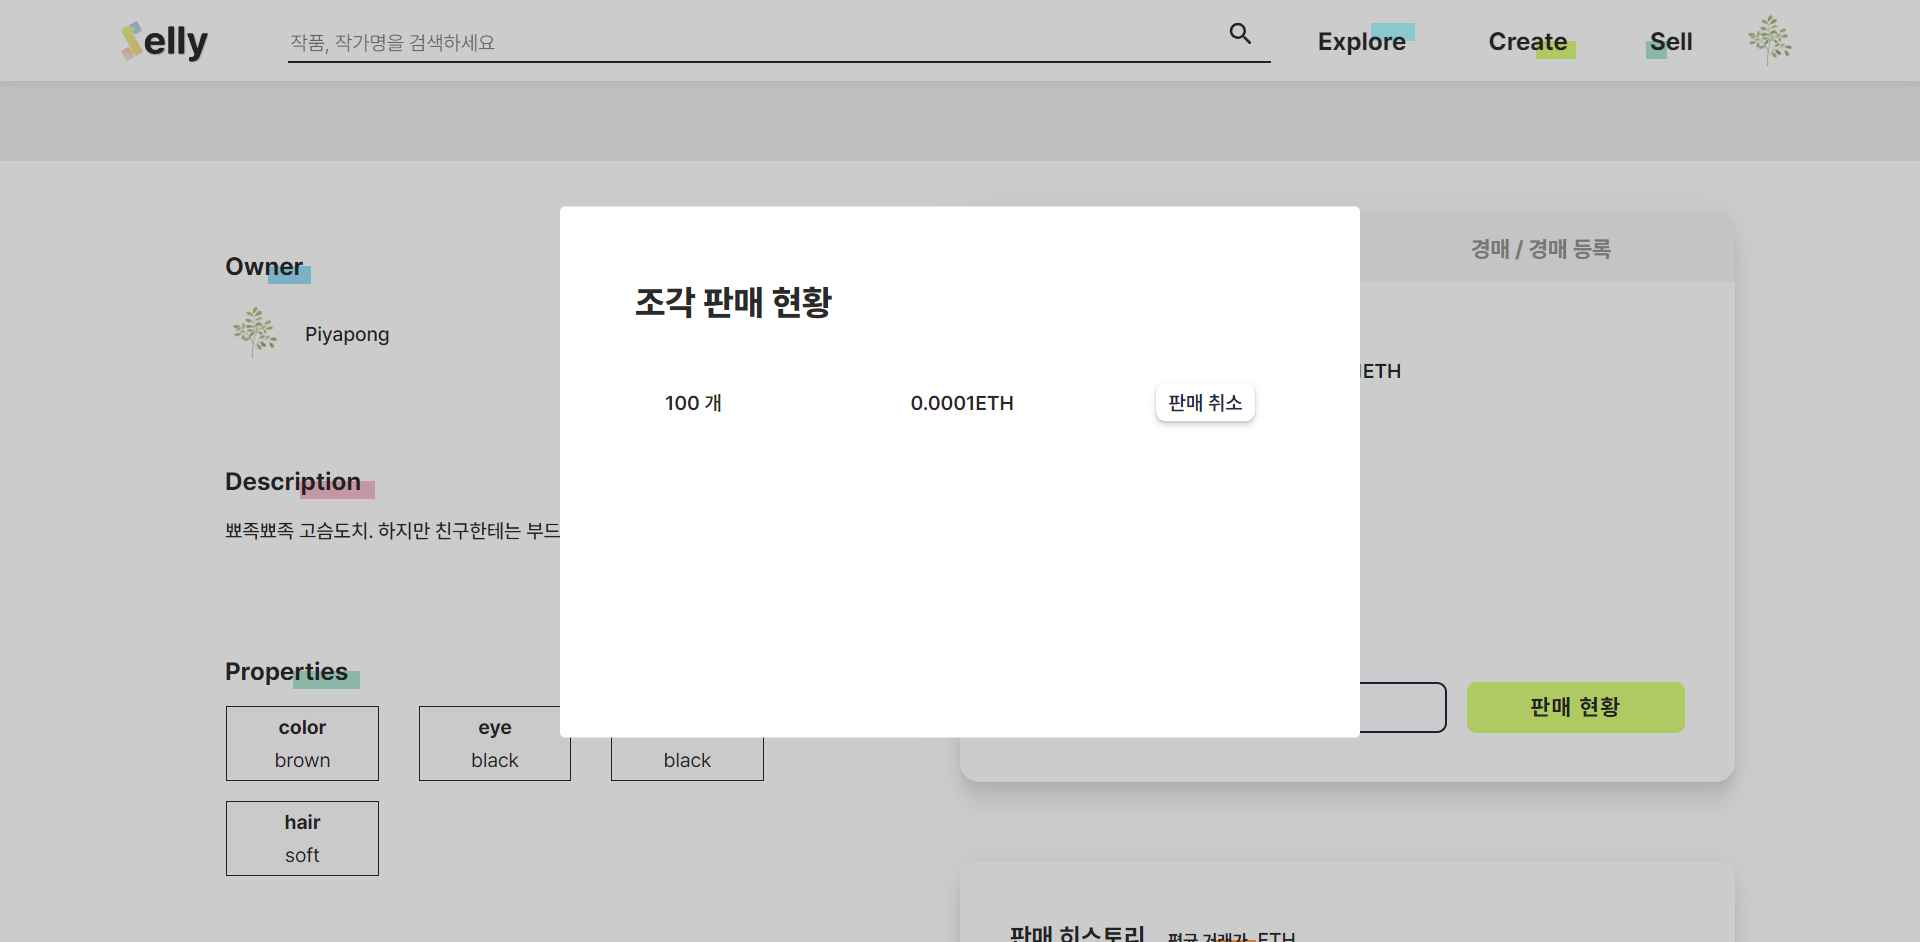 Selly
작품, 작가명을 검색하세요
Explore
Create
Sell
경매 / 경매 등록
Owner
Piyapong
조각 판매 현황
100 개
0.0001ETH
판매 취소
ETH
Description
뾰족뾰족 고슴도치. 하지만 친구한테는 부드
Properties
color
brown
eye
black
black
hair
soft
판매 현황
판매 히스토리
평균 거래가 ETH